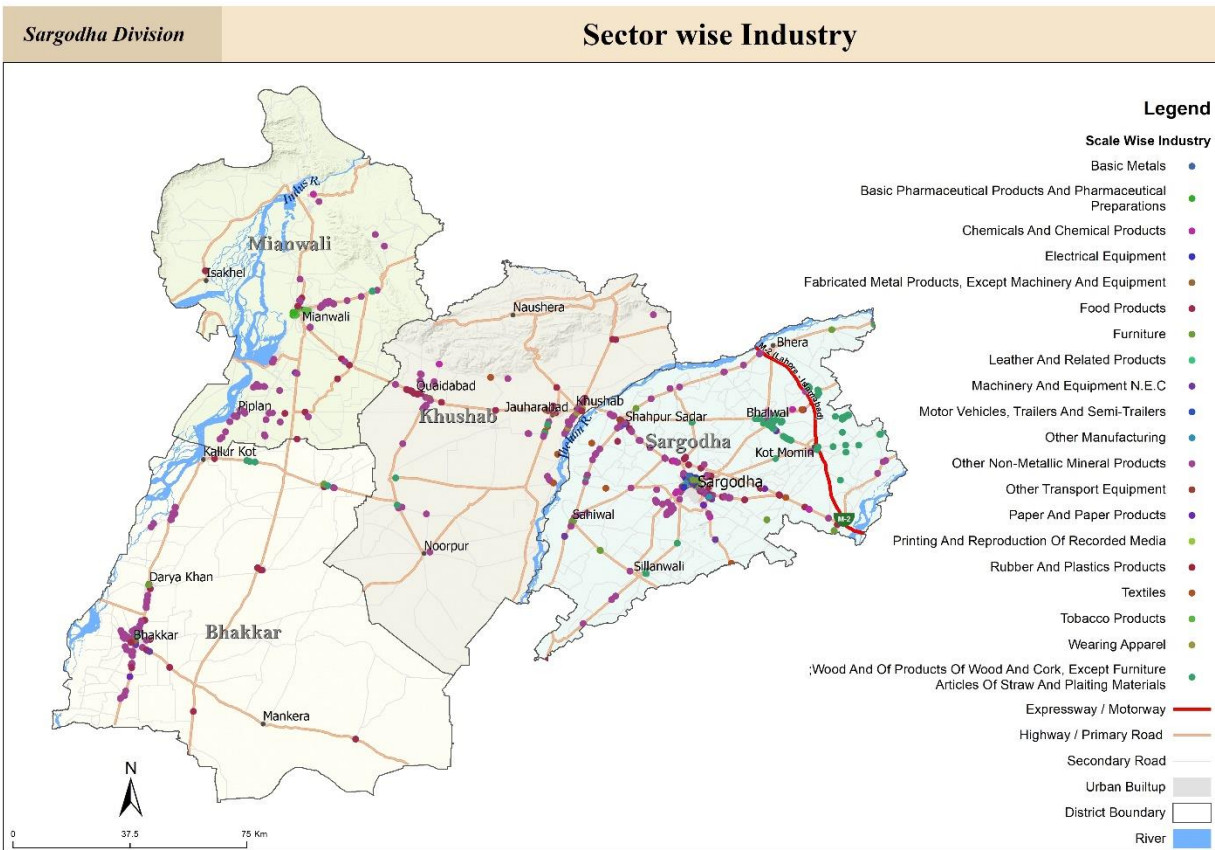 Sargodha Division
Sector wise Industry
Legend
Scale Wise Industry
Basic Metals
Basic Pharmaceutical Products And Pharmaceutical
Preparations
Chemicals And Chemical Products
Electrical Equipment
Fabricated Metal Products, Except Machinery And Equipment
Food Products
Furniture
Leather And Related Products
Machinery And Equipment N.E.C
Motor Vehicles, Trailers And Semi-Trailers
Other Manufacturing
Other Non-Metallic Mineral Products
Other Transport Equipment
Paper And Paper Products
Printing And Reproduction Of Recorded Media
Rubber And Plastics Products
Textiles
Tobacco Products
Wearing Apparel
;Wood And Of Products Of Wood And Cork, Except Furniture
Articles Of Straw And Plaiting Materials
Expressway / Motorway
Highway / Primary Road
Secondary Road
Urban Builtup
District Boundary
River
Indus R.
Mianwali
Isakhel
Mianwali
Naushera
Bhera
M-2 (Lahore - Islamabad)
Quaidabad
Piplan
Khushab
Jauharabad
Khushab
Shahpur Sadar
Bhalwal
Jhelum R.
Sargodha
Kot Momin
Kallur Kot
Sargodha
Sahiwal
M-2
Noorpur
Sillanwali
Darya Khan
Bhakkar
Bhakkar
Mankera
N
0
37.5
75 Km